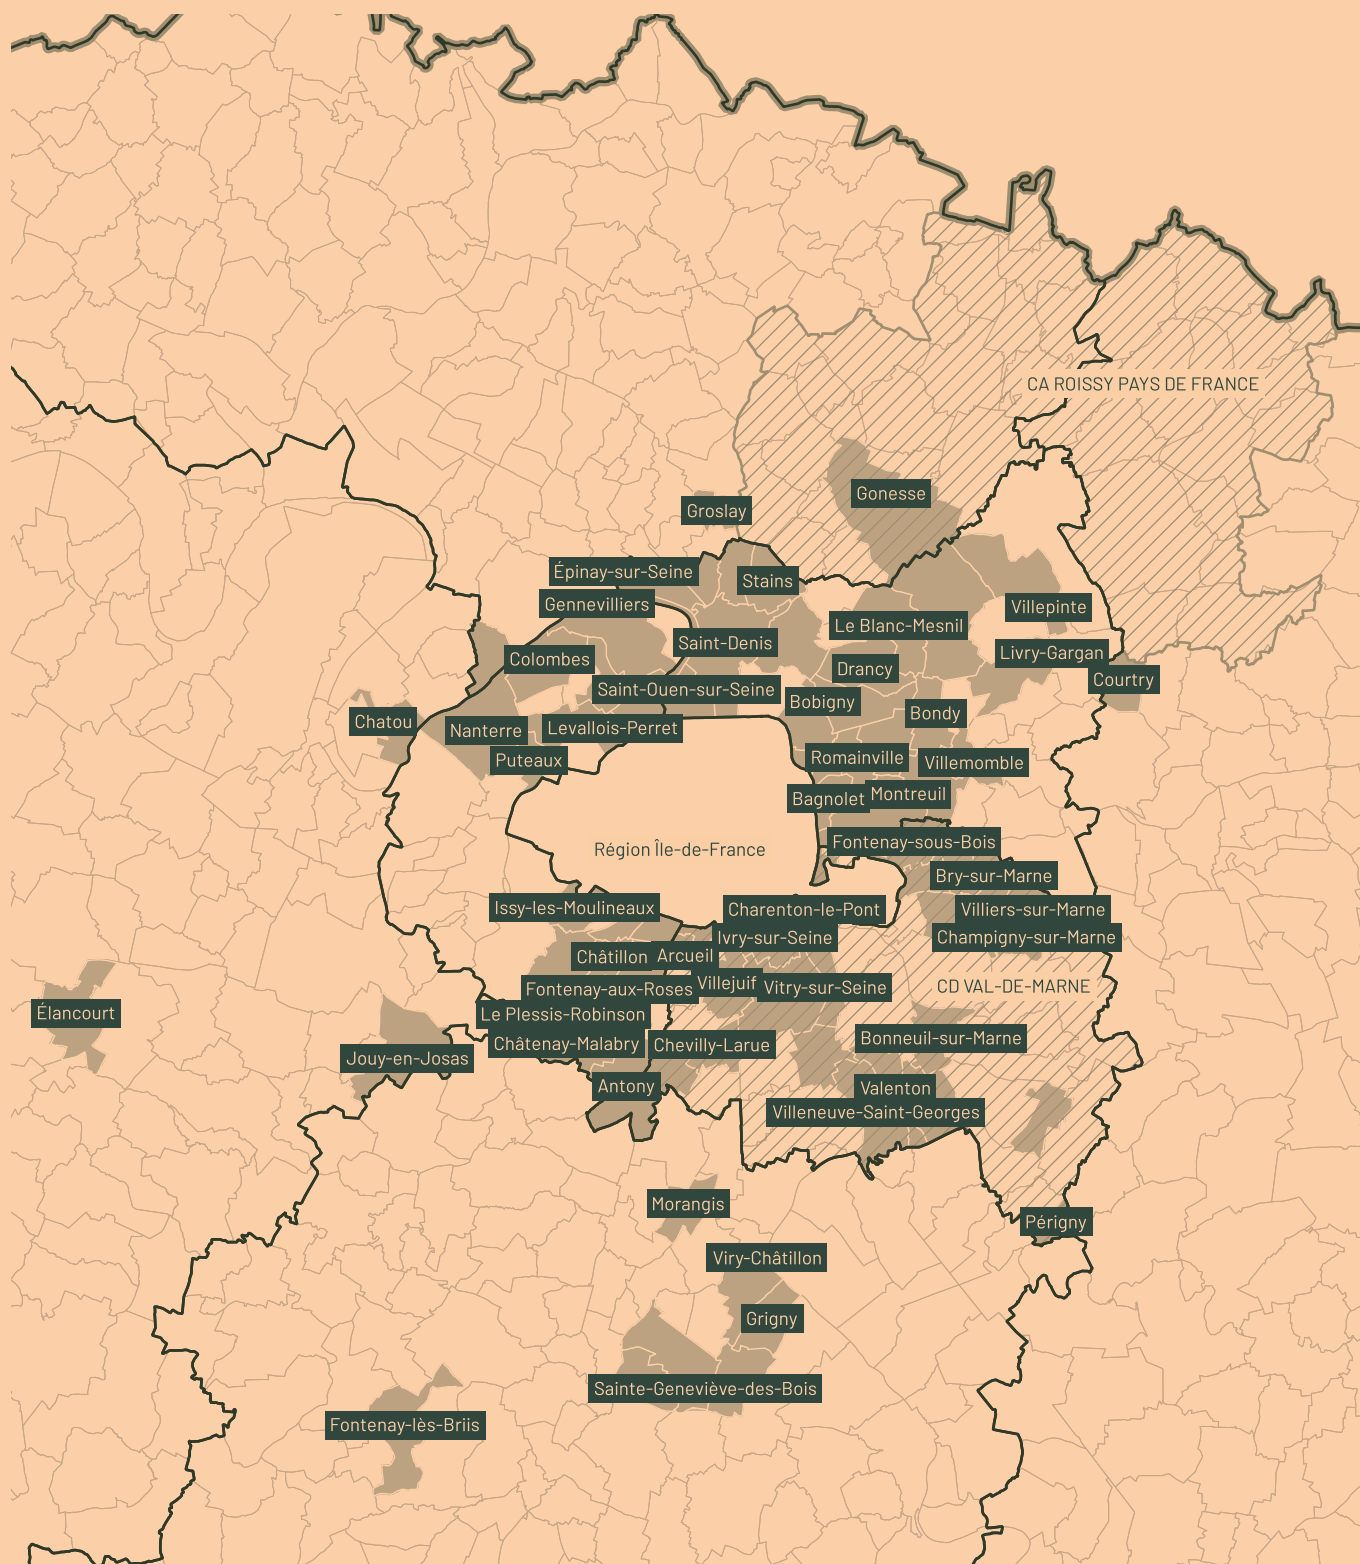 CA ROISSY PAYS DE FRANCE
Gonesse
Groslay
Épinay-sur-Seine
Stains
Gennevilliers
Villepinte
Le Blanc-Mesnil
Saint-Denis
Livry-Gargan
Colombes
Drancy
Courtry
Saint-Ouen-sur-Seine
Bobigny
Bondy
Chatou
Nanterre
Levallois-Perret
Puteaux
Romainville
Villemomble
Bagnolet
Montreuil
Fontenay-sous-Bois
Région Île-de-France
Bry-sur-Marne
Issy-les-Moulineaux
Charenton-le-Pont
Villiers-sur-Marne
Ivry-sur-Seine
Champigny-sur-Marne
Châtillon
Arcueil
Fontenay-aux-Roses
Villejuif
Vitry-sur-Seine
CD VAL-DE-MARNE
Élancourt
Le Plessis-Robinson
Châtenay-Malabry
Chevilly-Larue
Bonneuil-sur-Marne
Jouy-en-Josas
Antony
Valenton
Villeneuve-Saint-Georges
Morangis
Périgny
Viry-Châtillon
Grigny
Sainte-Geneviève-des-Bois
Fontenay-lès-Briis